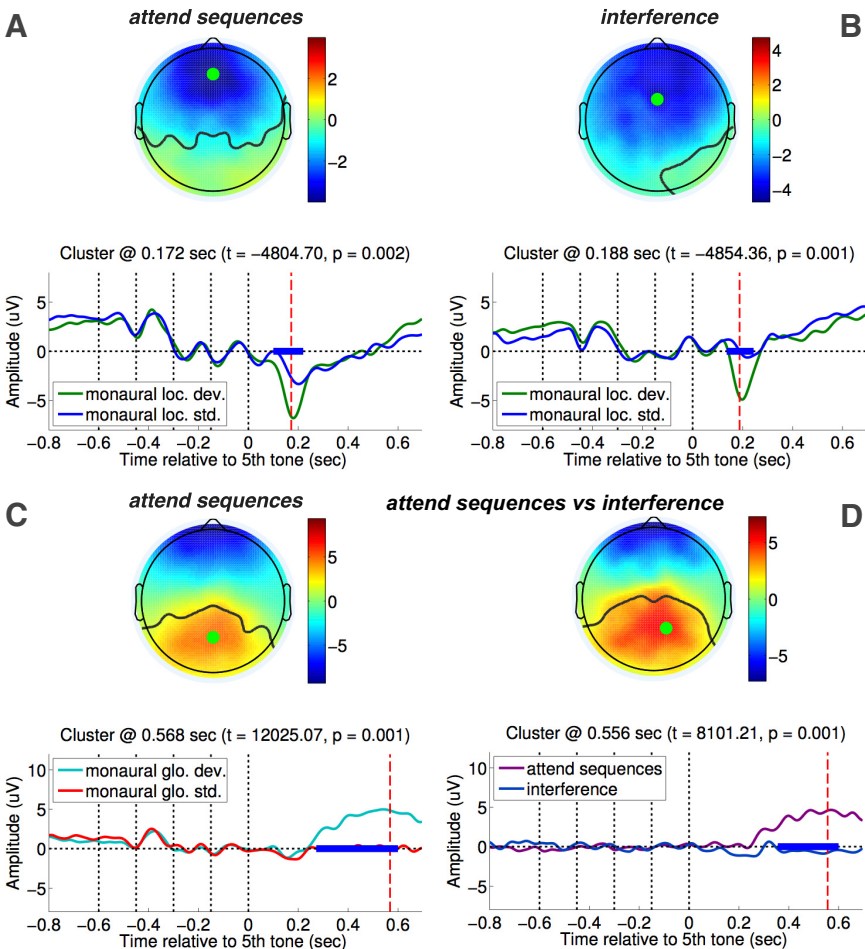 A
attend sequences
2
0
−2
B
interference
4
2
0
−2
−4
Cluster @ 0.172 sec (t = −4804.70, p = 0.002)
Amplitude (uV)
5
0
−5
monaural loc. dev.
monaural loc. std.
−0.8 −0.6 −0.4 −0.2 0 0.2 0.4 0.6
Time relative to 5th tone (sec)
Cluster @ 0.188 sec (t = −4854.36, p = 0.001)
Amplitude (uV)
5
0
−5
monaural loc. dev.
monaural loc. std.
−0.8 −0.6 −0.4 −0.2 0 0.2 0.4 0.6
Time relative to 5th tone (sec)
C
attend sequences
5
0
−5
attend sequences vs interference
D
5
0
−5
Cluster @ 0.568 sec (t = 12025.07, p = 0.001)
Amplitude (uV)
10
5
0
−5
monaural glo. dev.
monaural glo. std.
−0.8 −0.6 −0.4 −0.2 0 0.2 0.4 0.6
Time relative to 5th tone (sec)
Cluster @ 0.556 sec (t = 8101.21, p = 0.001)
Amplitude (uV)
10
5
0
−5
attend sequences
interference
−0.8 −0.6 −0.4 −0.2 0 0.2 0.4 0.6
Time relative to 5th tone (sec)